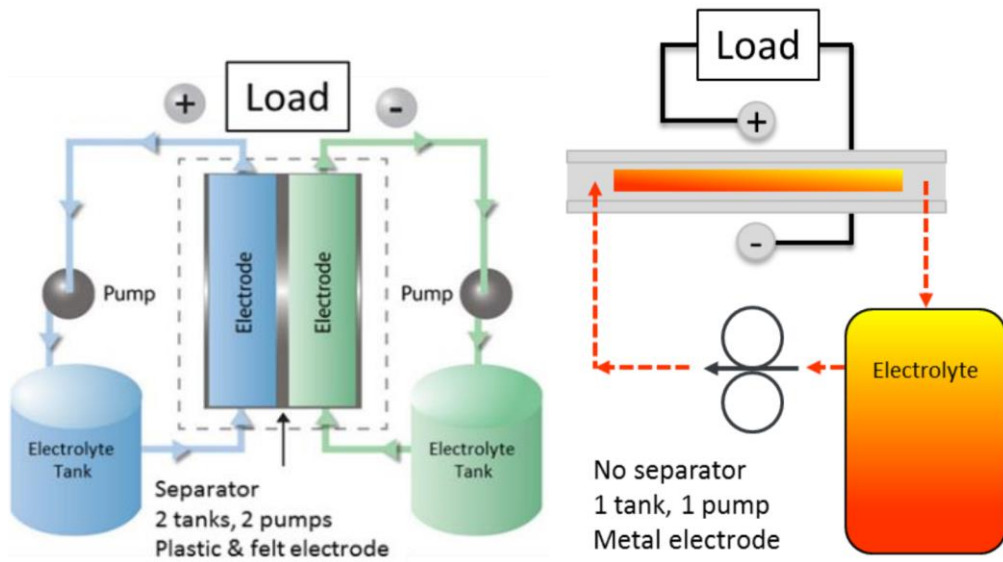 Load
+
-
Pump
Electrode
Electrode
Pump
Electrolyte
Tank
Electrolyte
Tank
Separator
2 tanks, 2 pumps
Plastic & felt electrode
Load
+
-
Electrolyte
No separator
1 tank, 1 pump
Metal electrode